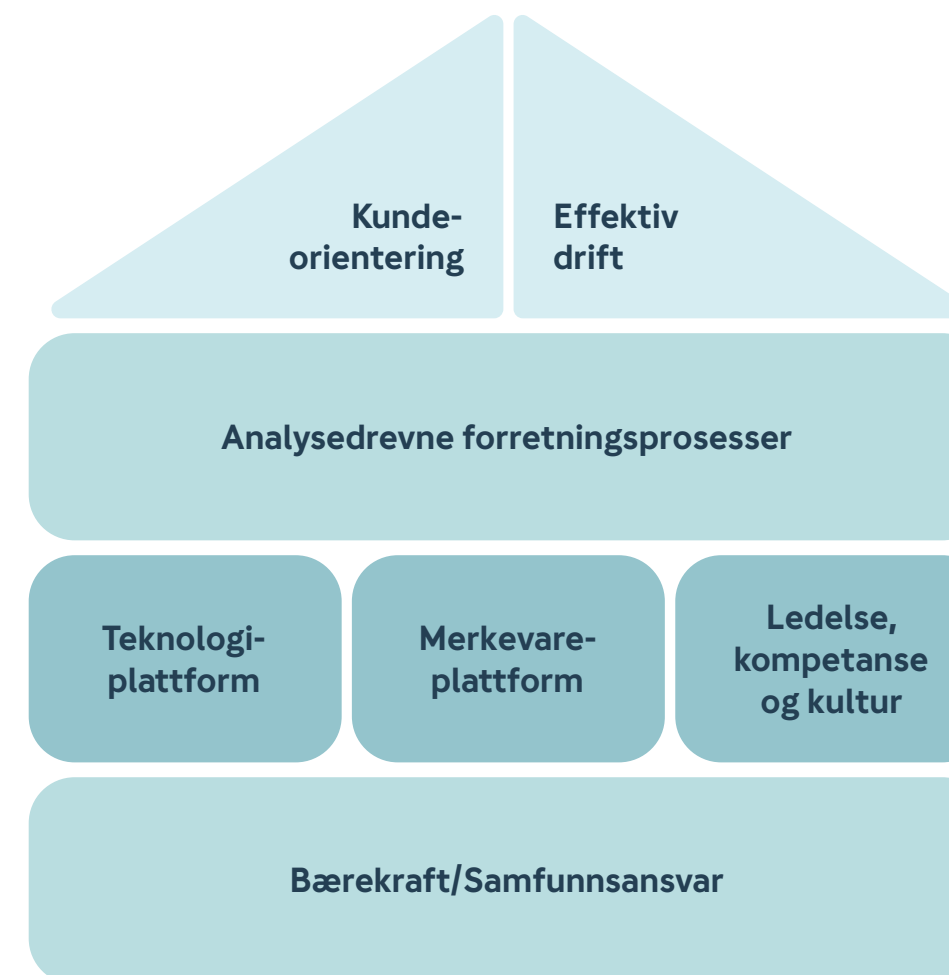 Kunde-
orientering
Effektiv
drift
Analysedrevne forretningsprosesser
Teknologi-
plattform
Merkevare-
plattform
Ledelse,
kompetanse
og kultur
Bærekraft/Samfunnsansvar